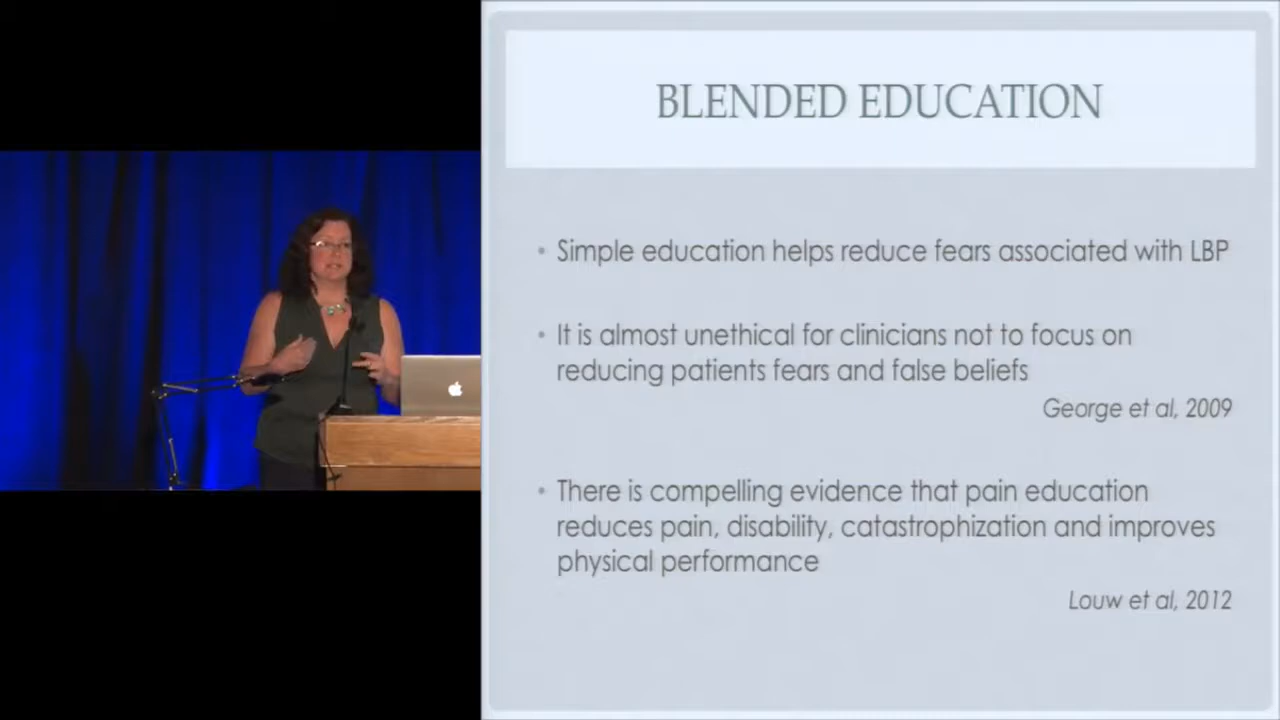 BLENDED EDUCATION
• Simple education helps reduce fears associated with LBP
• It is almost unethical for clinicians not to focus on
reducing patients fears and false beliefs
George et al, 2009
• There is compelling evidence that pain education
reduces pain, disability, catastrophization and improves
physical performance
Louw et al, 2012